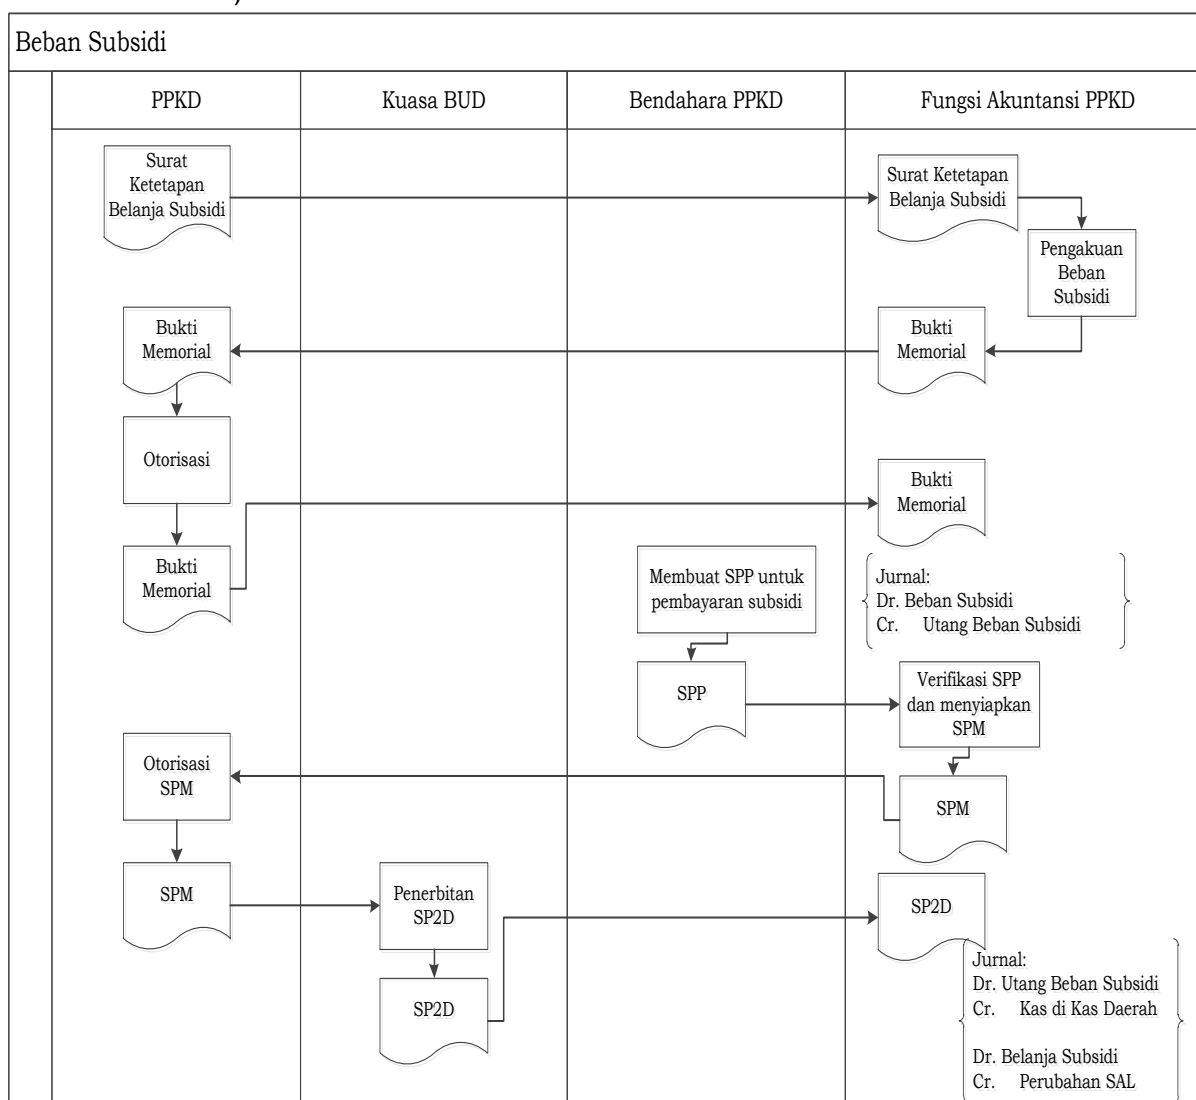 Beban Subsidi
PPKD
Kuasa BUD
Bendahara PPKD
Fungsi Akuntansi PPKD
Surat
Ketetapan
Belanja Subsidi
Surat Ketetapan
Belanja Subsidi
Pengakuan
Beban
Subsidi
Bukti
Memorial
Bukti
Memorial
Otorisasi
Bukti
Memorial
Bukti
Memorial
Membuat SPP untuk
pembayaran subsidi
Jurnal:
Dr. Beban Subsidi
Cr. Utang Beban Subsidi
SPP
Verifikasi SPP
dan menyiapkan
SPM
Otorisasi
SPM
SPM
SPM
Penerbitan
SP2D
SP2D
SP2D
Jurnal:
Dr. Utang Beban Subsidi
Cr. Kas di Kas Daerah
Dr. Belanja Subsidi
Cr. Perubahan SAL